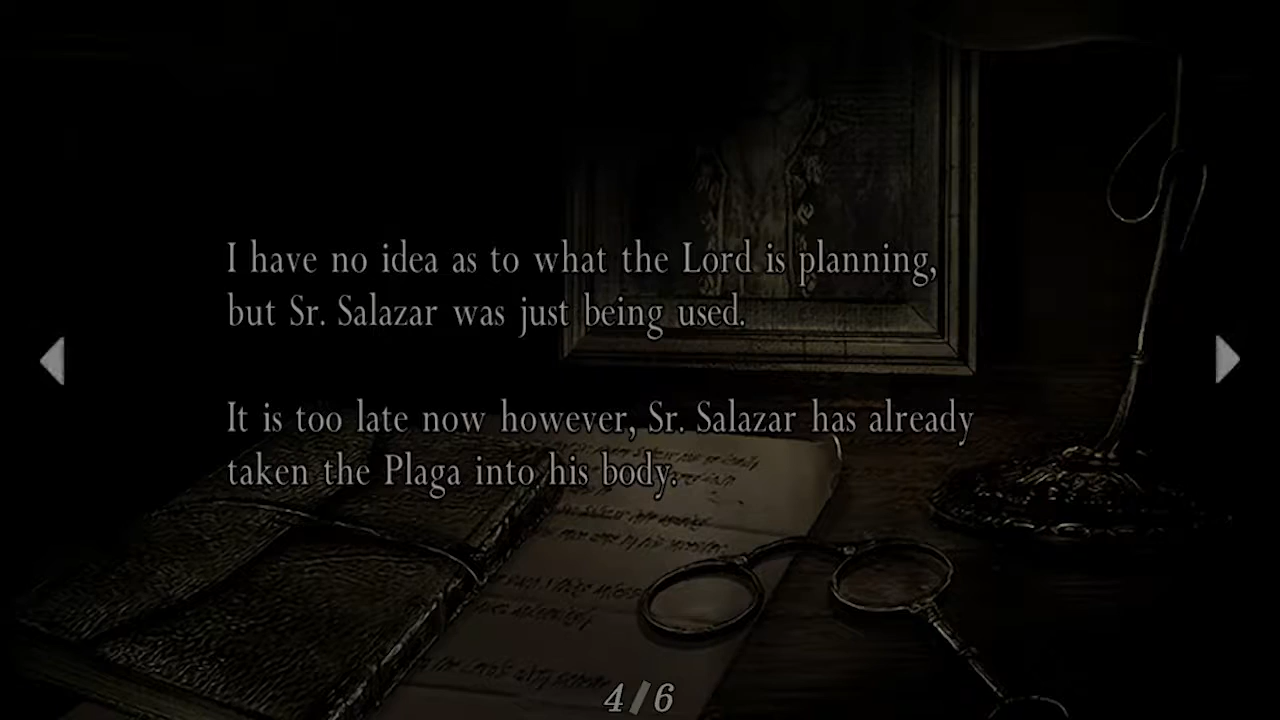 I have no idea as to what the Lord is planning,
but Sr. Salazar was just being used.
It is too late now however, Sr. Salazar has already
taken the Plaga into his body.
4/6